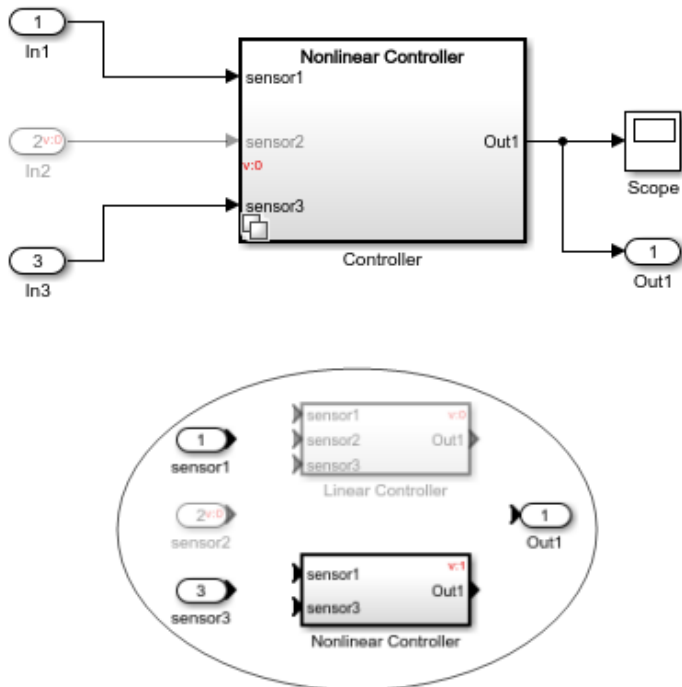 1
In1
Nonlinear Controller
sensor1
2 v:0
In2
sensor2
Out1
v:0
sensor3
Scope
3
In3
Controller
1
Out1
sensor1
v:0
1
sensor2
Out1
sensor1
sensor3
Linear Controller
2 v:0
1
sensor2
Out1
v:1
sensor1
3
Out1
sensor3
sensor3
Nonlinear Controller